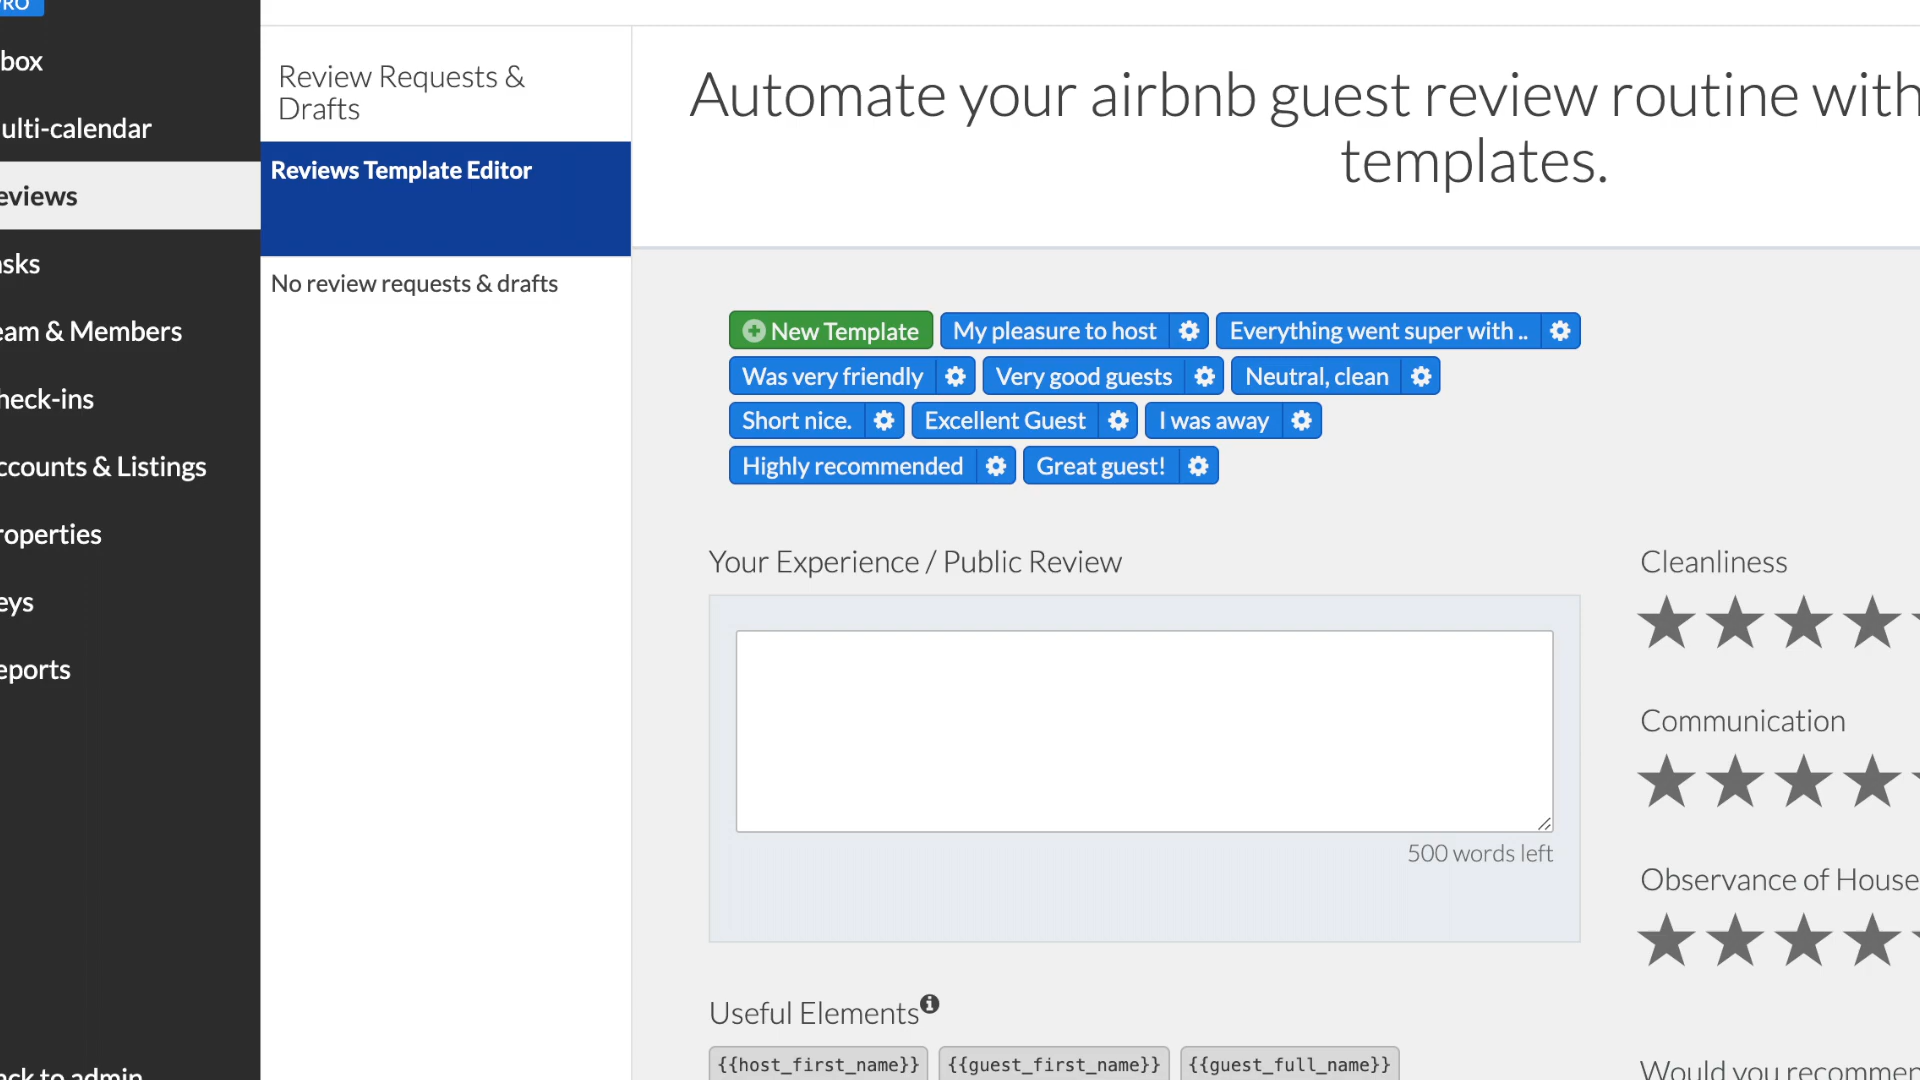 RO
box
ulti-calendar
eviews
asks
eam & Members
heck-ins
ccounts & Listings
roperties
eys
eports
ack to admin
Review Requests &
Drafts
Reviews Template Editor
No review requests & drafts
Automate your airbnb guest review routine with
templates.
New Template My pleasure to host Everything went super with ..
Was very friendly Very good guests Neutral, clean
Short nice. Excellent Guest I was away
Highly recommended Great guest!
Your Experience / Public Review
500 words left
Useful Elements
{{host_first_name}} {{guest_first_name}} {{guest_full_name}}
Cleanliness
Communication
Observance of House
Would you recommen